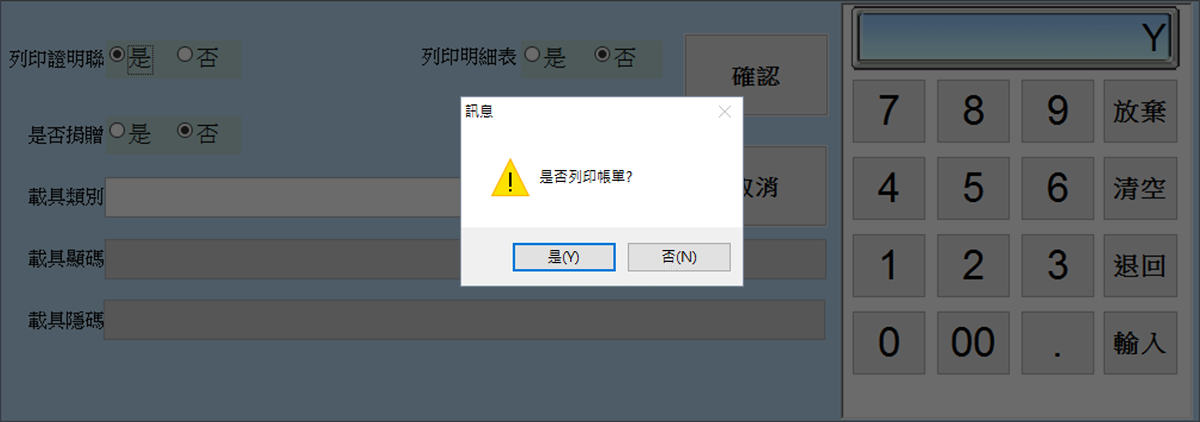 列印證明聯 是 否 列印明細表 是 否
確認
是否捐贈 是 否
取消
載具類別
載具顯碼
載具隱碼
訊息
是否列印帳單?
是(Y) 否(N)
Y
7 8 9 放棄
4 5 6 清空
1 2 3 退回
0 00 . 輸入